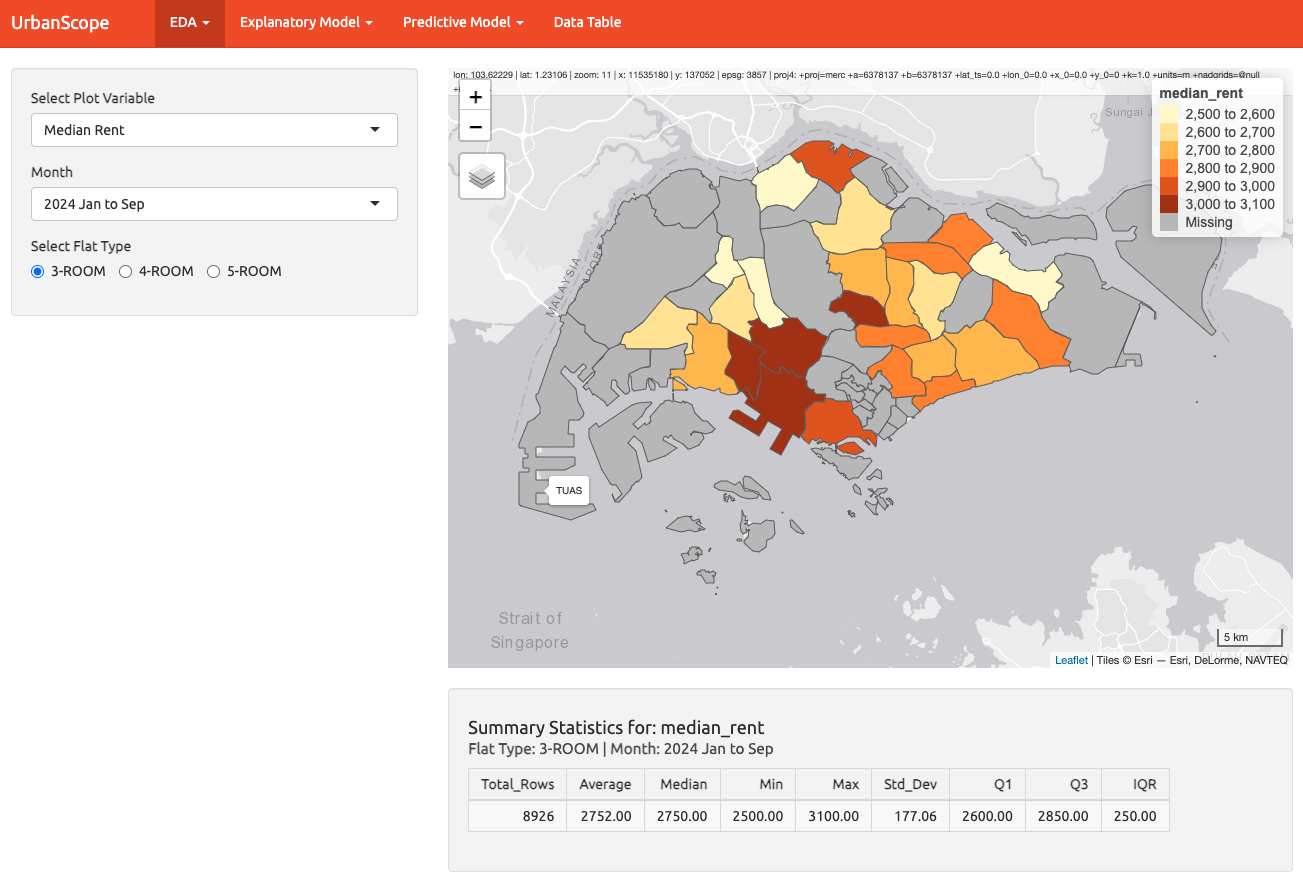 UrbanScope EDA Explanatory Model Predictive Model Data Table
Select Plot Variable
Median Rent
Month
2024 Jan to Sep
Select Flat Type
3-ROOM 4-ROOM 5-ROOM
lon: 103.62229 | lat: 1.23106 | zoom: 11 | x: 11535180 | y: 137052 | epsg: 3857 | proj4: +proj=merc +a=6378137 +b=6378137 +lat_ts=0.0 +lon_0=0.0 +x_0=0.0 +y_0=0 +k=1.0 +units=m +nadgrids=@null
+
−
median_rent
2,500 to 2,600
2,600 to 2,700
2,700 to 2,800
2,800 to 2,900
2,900 to 3,000
3,000 to 3,100
Missing
Sungai
MALAYSIA
TUAS
Strait of
Singapore
5 km
Leaflet | Tiles © Esri — Esri, DeLorme, NAVTEQ
Summary Statistics for: median_rent
Flat Type: 3-ROOM | Month: 2024 Jan to Sep
Total_Rows Average Median Min Max Std_Dev Q1 Q3 IQR
8926 2752.00 2750.00 2500.00 3100.00 177.06 2600.00 2850.00 250.00